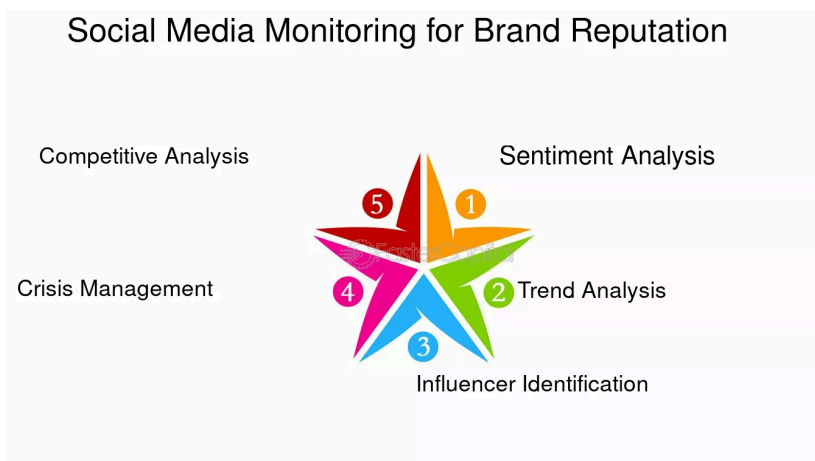 Social Media Monitoring for Brand Reputation
Competitive Analysis
Sentiment Analysis
5
1
FasterCapital
Crisis Management
4
2
Trend Analysis
3
Influencer Identification